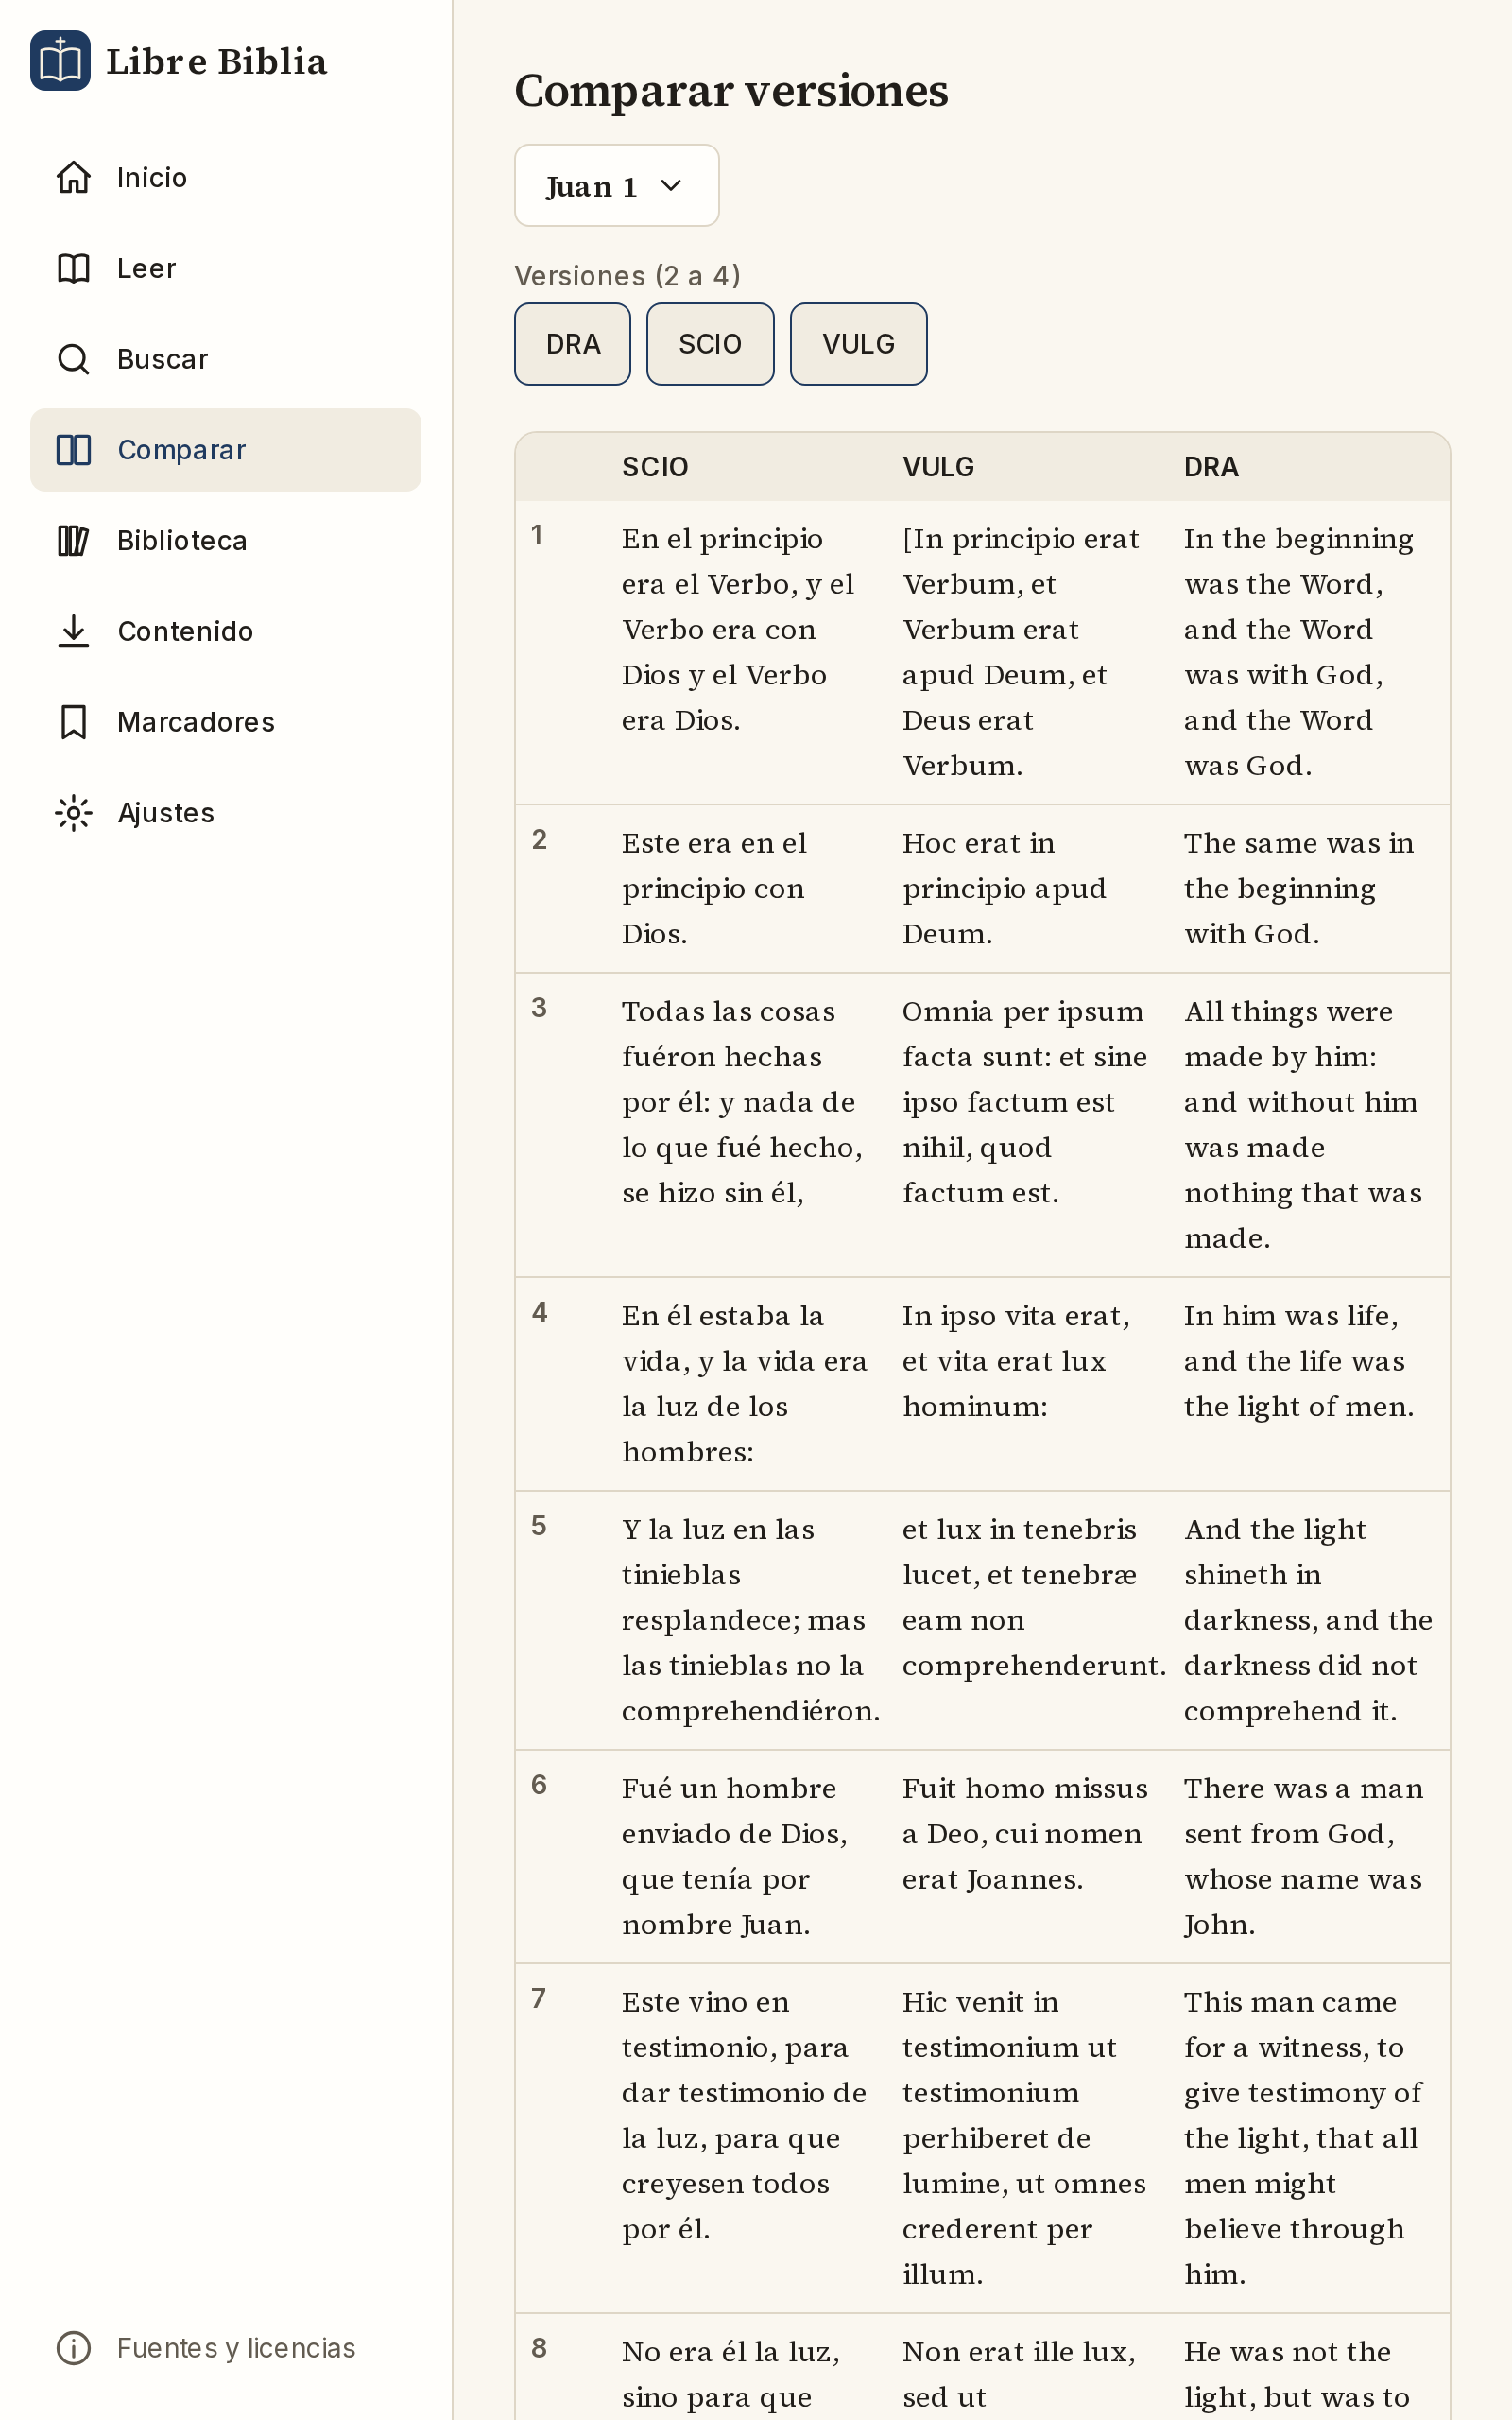 Libre Biblia
Inicio
Leer
Buscar
Comparar
Biblioteca
Contenido
Marcadores
Ajustes
Fuentes y licencias
Comparar versiones
Juan 1
Versiones (2 a 4)
DRA
SCIO
VULG
SCIO
VULG
DRA
1
En el principio
era el Verbo, y el
Verbo era con
Dios y el Verbo
era Dios.
[In principio erat
Verbum, et
Verbum erat
apud Deum, et
Deus erat
Verbum.
In the beginning
was the Word,
and the Word
was with God,
and the Word
was God.
2
Este era en el
principio con
Dios.
Hoc erat in
principio apud
Deum.
The same was in
the beginning
with God.
3
Todas las cosas
fuéron hechas
por él: y nada de
lo que fué hecho,
se hizo sin él,
Omnia per ipsum
facta sunt: et sine
ipso factum est
nihil, quod
factum est.
All things were
made by him:
and without him
was made
nothing that was
made.
4
En él estaba la
vida, y la vida era
la luz de los
hombres:
In ipso vita erat,
et vita erat lux
hominum:
In him was life,
and the life was
the light of men.
5
Y la luz en las
tinieblas
resplandece; mas
las tinieblas no la
comprehendiéron.
et lux in tenebris
lucet, et tenebræ
eam non
comprehenderunt.
And the light
shineth in
darkness, and the
darkness did not
comprehend it.
6
Fué un hombre
enviado de Dios,
que tenía por
nombre Juan.
Fuit homo missus
a Deo, cui nomen
erat Joannes.
There was a man
sent from God,
whose name was
John.
7
Este vino en
testimonio, para
dar testimonio de
la luz, para que
creyesen todos
por él.
Hic venit in
testimonium ut
testimonium
perhiberet de
lumine, ut omnes
crederent per
illum.
This man came
for a witness, to
give testimony of
the light, that all
men might
believe through
him.
8
No era él la luz,
sino para que
Non erat ille lux,
sed ut
He was not the
light, but was to